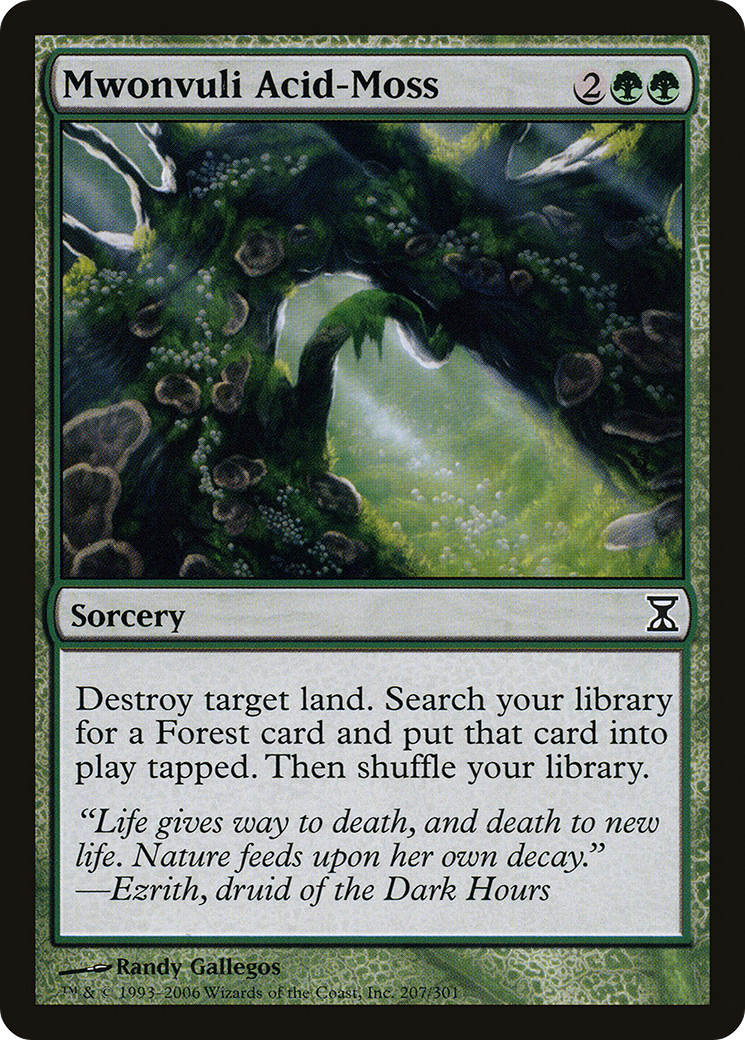 Mwonvuli Acid-Moss 2
Sorcery
Destroy target land. Search your library
for a Forest card and put that card into
play tapped. Then shuffle your library.
“Life gives way to death, and death to new
life. Nature feeds upon her own decay.”
—Ezrith, druid of the Dark Hours
Randy Gallegos
™ & © 1993–2006 Wizards of the Coast, Inc. 207/301